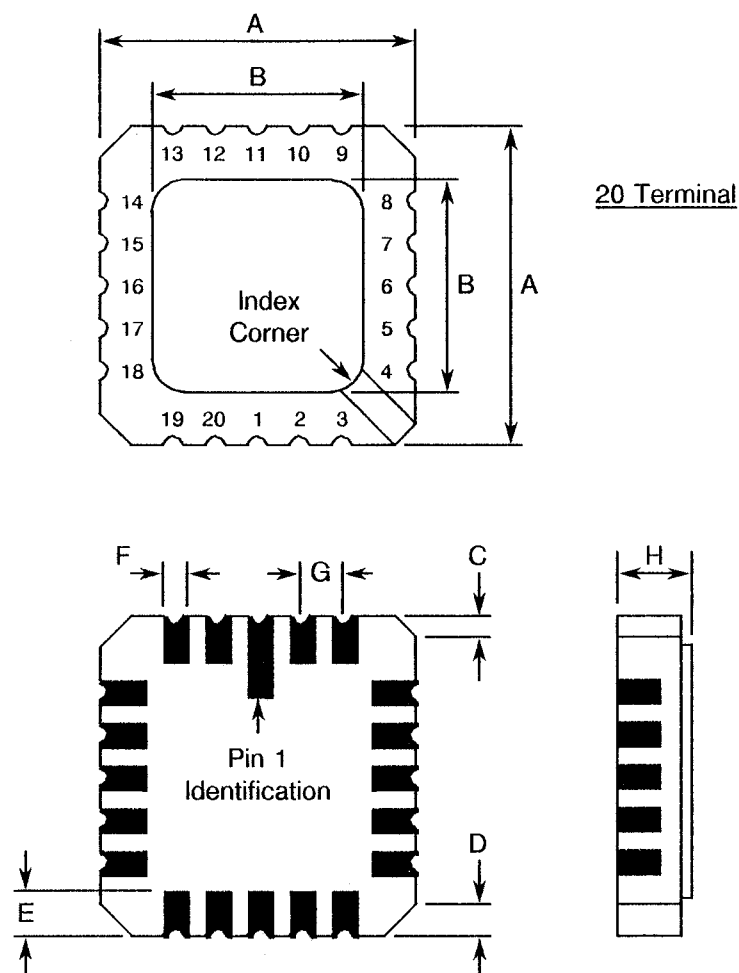 A
B
13 12 11 10 9
14 8
15 7
16 6
17 5
18 4
19 20 1 2 3
Index
Corner
B
A
20 Terminal
F
G
C
H
Pin 1
Identification
D
E